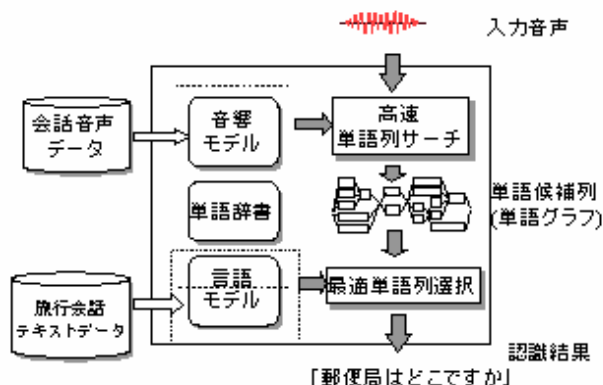 入力音声
会話音声
データ
音響
モデル
高速
単語列サーチ
単語辞書
単語候補列
(単語グラフ)
旅行会話
テキストデータ
言語
モデル
最適単語列選択
認識結果
「郵便局はどこですか」